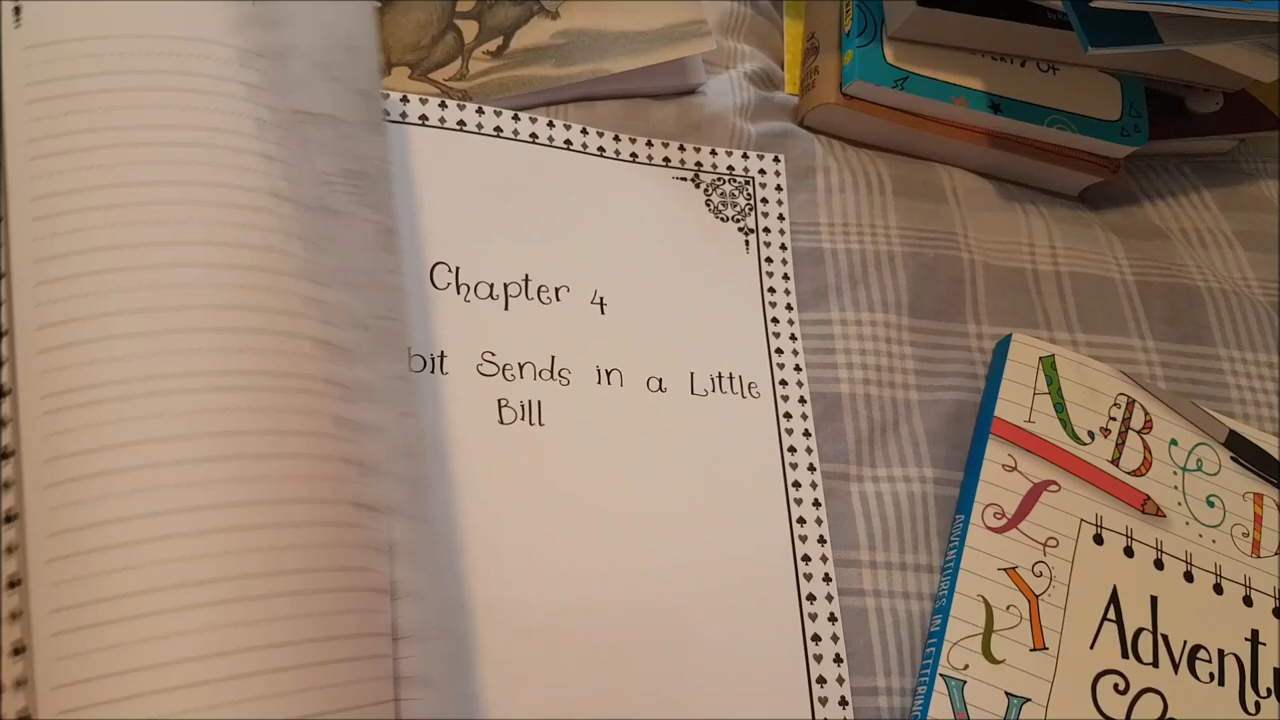 Chapter 4
bit Sends in a Little
Bill
A B C D
I
Y
X
ADVENTURES IN LETTERING
Advent